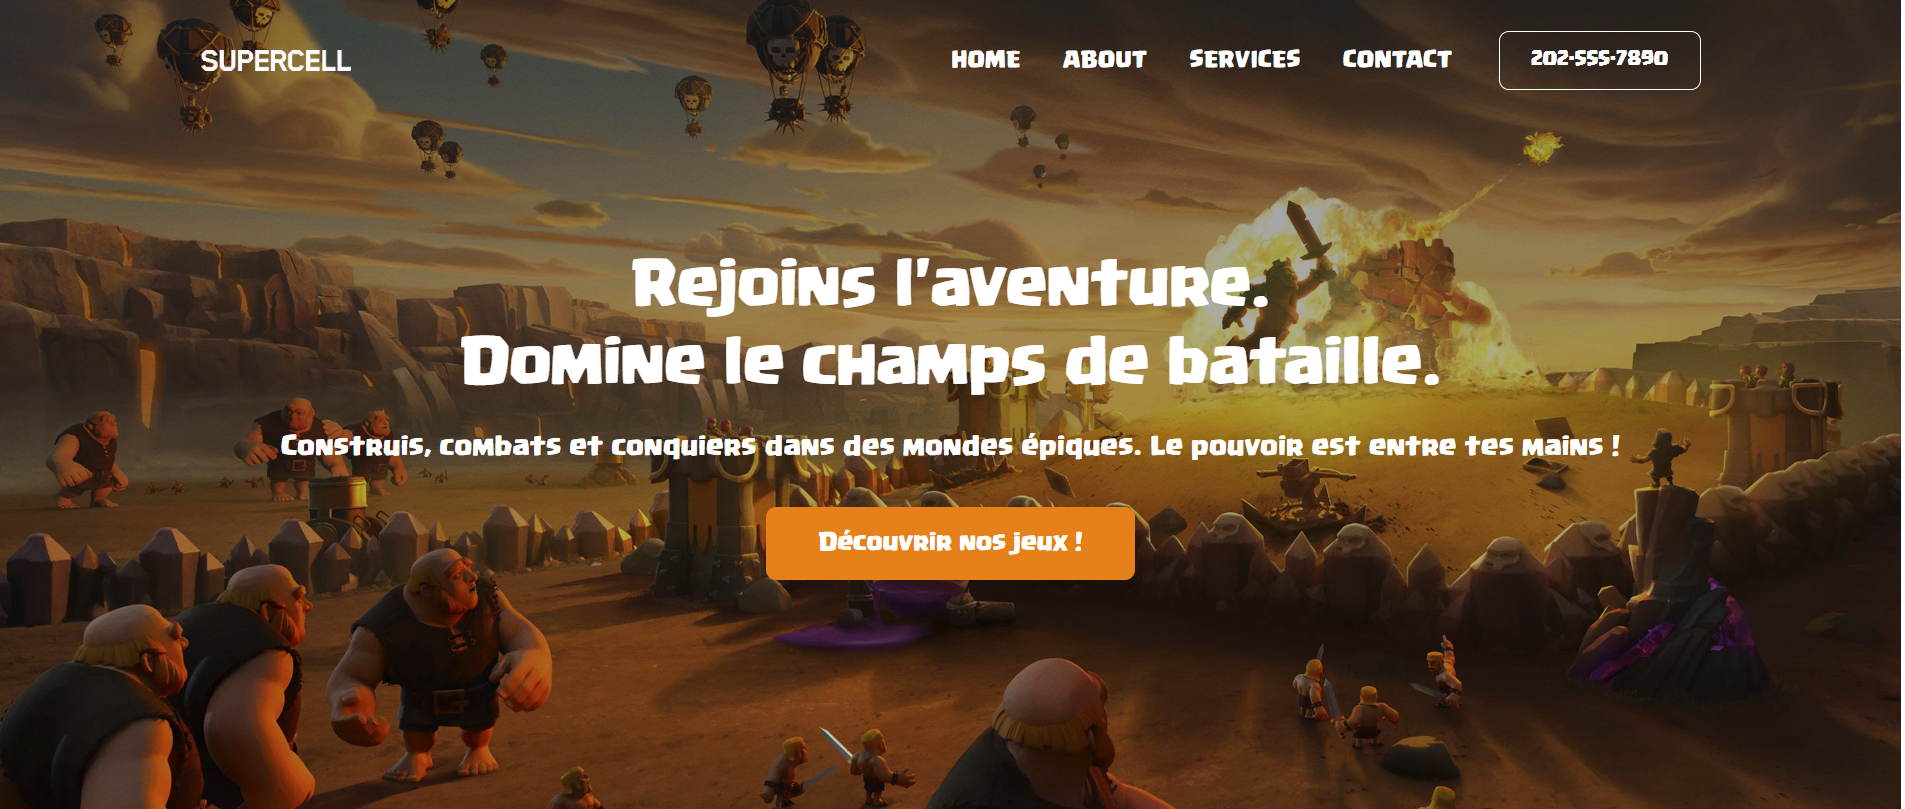 SUPERCELL
HOME ABOUT SERVICES CONTACT 202-555-7890
Rejoins l'aventure.
Domine le champs de bataille.
Construis, combats et conquiers dans des mondes épiques. Le pouvoir est entre tes mains !
Découvrir nos jeux !